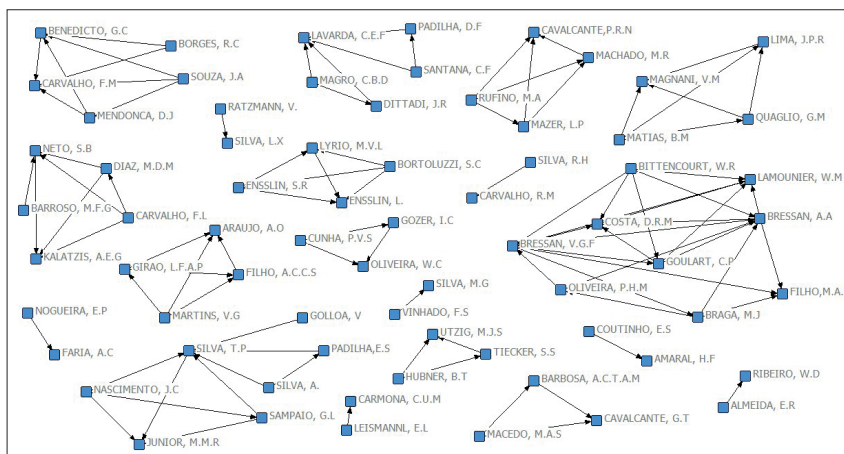 BENEDICTO, G.C
BORGES, R.C
CARVALHO, F.M
SOUZA, J.A
MENDONCA, D.J
LAVARDA, C.E.F
PADILHA, D.F
SANTANA, C.F
MAGRO, C.B.D
DITTADI, J.R
RATZMANN, V.
SILVA, L.X
CAVALCANTE,P.R.N
MACHADO, M.R
RUFINO, M.A
MAZER, L.P
LIMA, J.P.R
MAGNANI, V.M
QUAGLIO, G.M
MATIAS, B.M
NETO, S.B
DIAZ, M.D.M
BARROSO, M.F.G
CARVALHO, F.L
KALATZIS, A.E.G
LYRIO, M.V.L
BORTOLUZZI, S.C
ENSSLIN, S.R
ENSSLIN, L.
SILVA, R.H
CARVALHO, R.M
BITTENCOURT, W.R
LAMOUNIER, W.M
COSTA, D.R.M
BRESSAN, A.A
BRESSAN, V.G.F
GOULART, C.P
OLIVEIRA, P.H.M
FILHO,M.A.
BRAGA, M.J
ARAUJO, A.O
GIRAO, L.F.A.P
FILHO, A.C.C.S
MARTINS, V.G
GOZER, I.C
CUNHA, P.V.S
OLIVEIRA, W.C
SILVA, M.G
VINHADO, F.S
NOGUEIRA, E.P
FARIA, A.C
GOLLOA, V
SILVA, T.P
PADILHA,E.S
NASCIMENTO, J.C
SILVA, A.
SAMPAIO, G.L
JUNIOR, M.M.R
UTZIG, M.J.S
TIECKER, S.S
HUBNER, B.T
CARMONA, C.U.M
LEISMANNL, E.L
COUTINHO, E.S
AMARAL, H.F
BARBOSA, A.C.T.A.M
CAVALCANTE, G.T
MACEDO, M.A.S
RIBEIRO, W.D
ALMEIDA, E.R